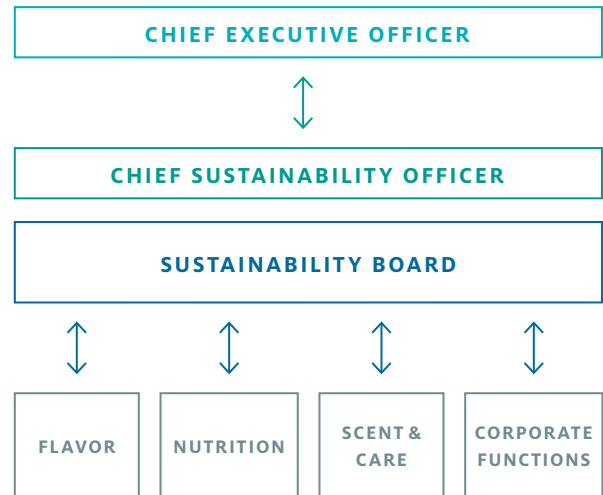 CHIEF EXECUTIVE OFFICER
CHIEF SUSTAINABILITY OFFICER
SUSTAINABILITY BOARD
FLAVOR
NUTRITION
SCENT &
CARE
CORPORATE
FUNCTIONS